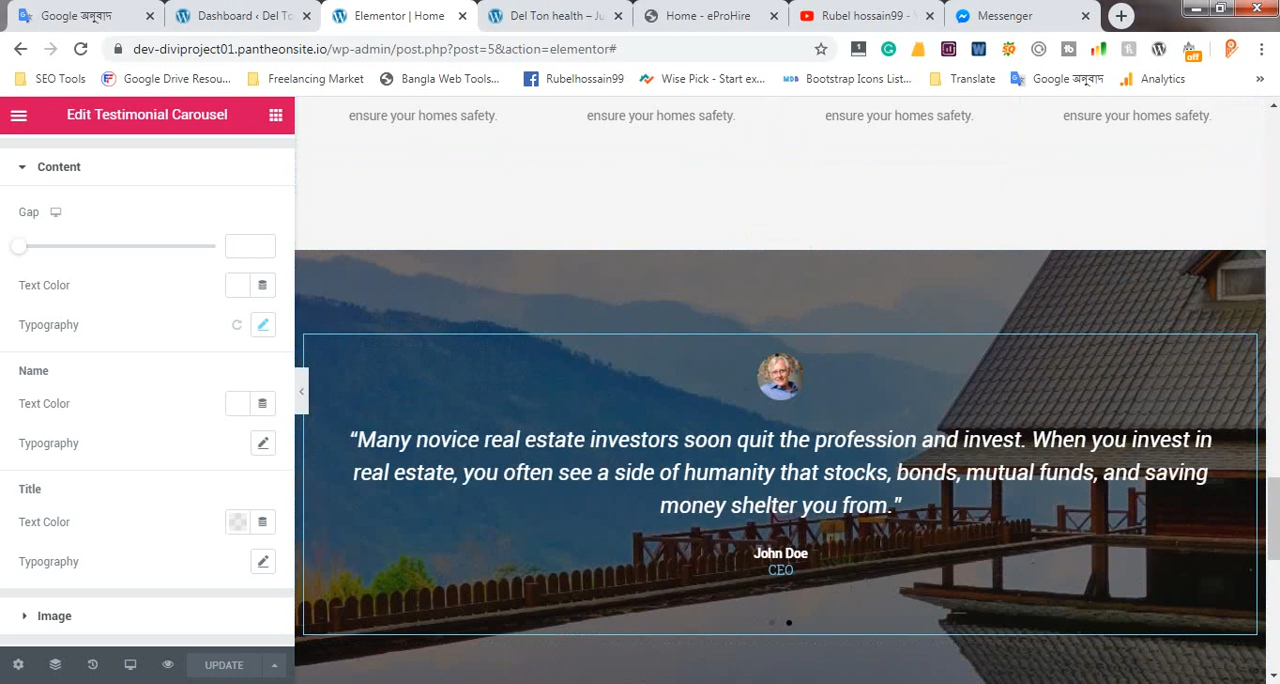 Google অনুবাদ
Dashboard ‹ Del To
Elementor | Home
Del Ton health – Ju
Home - eProHire
Rubel hossain99 - Y
Messenger
dev-diviproject01.pantheonsite.io/wp-admin/post.php?post=5&action=elementor#
off
SEO Tools
Google Drive Resou...
Freelancing Market
Bangla Web Tools...
Rubelhossain99
Wise Pick - Start ex...
MDB Bootstrap Icons List...
Translate
Google অনুবাদ
Analytics
»
Edit Testimonial Carousel
Content
Gap
Text Color
Typography
Name
Text Color
Typography
Title
Text Color
Typography
Image
UPDATE
ensure your homes safety.
ensure your homes safety.
ensure your homes safety.
ensure your homes safety.
“Many novice real estate investors soon quit the profession and invest. When you invest in
real estate, you often see a side of humanity that stocks, bonds, mutual funds, and saving
money shelter you from.”
John Doe
CEO